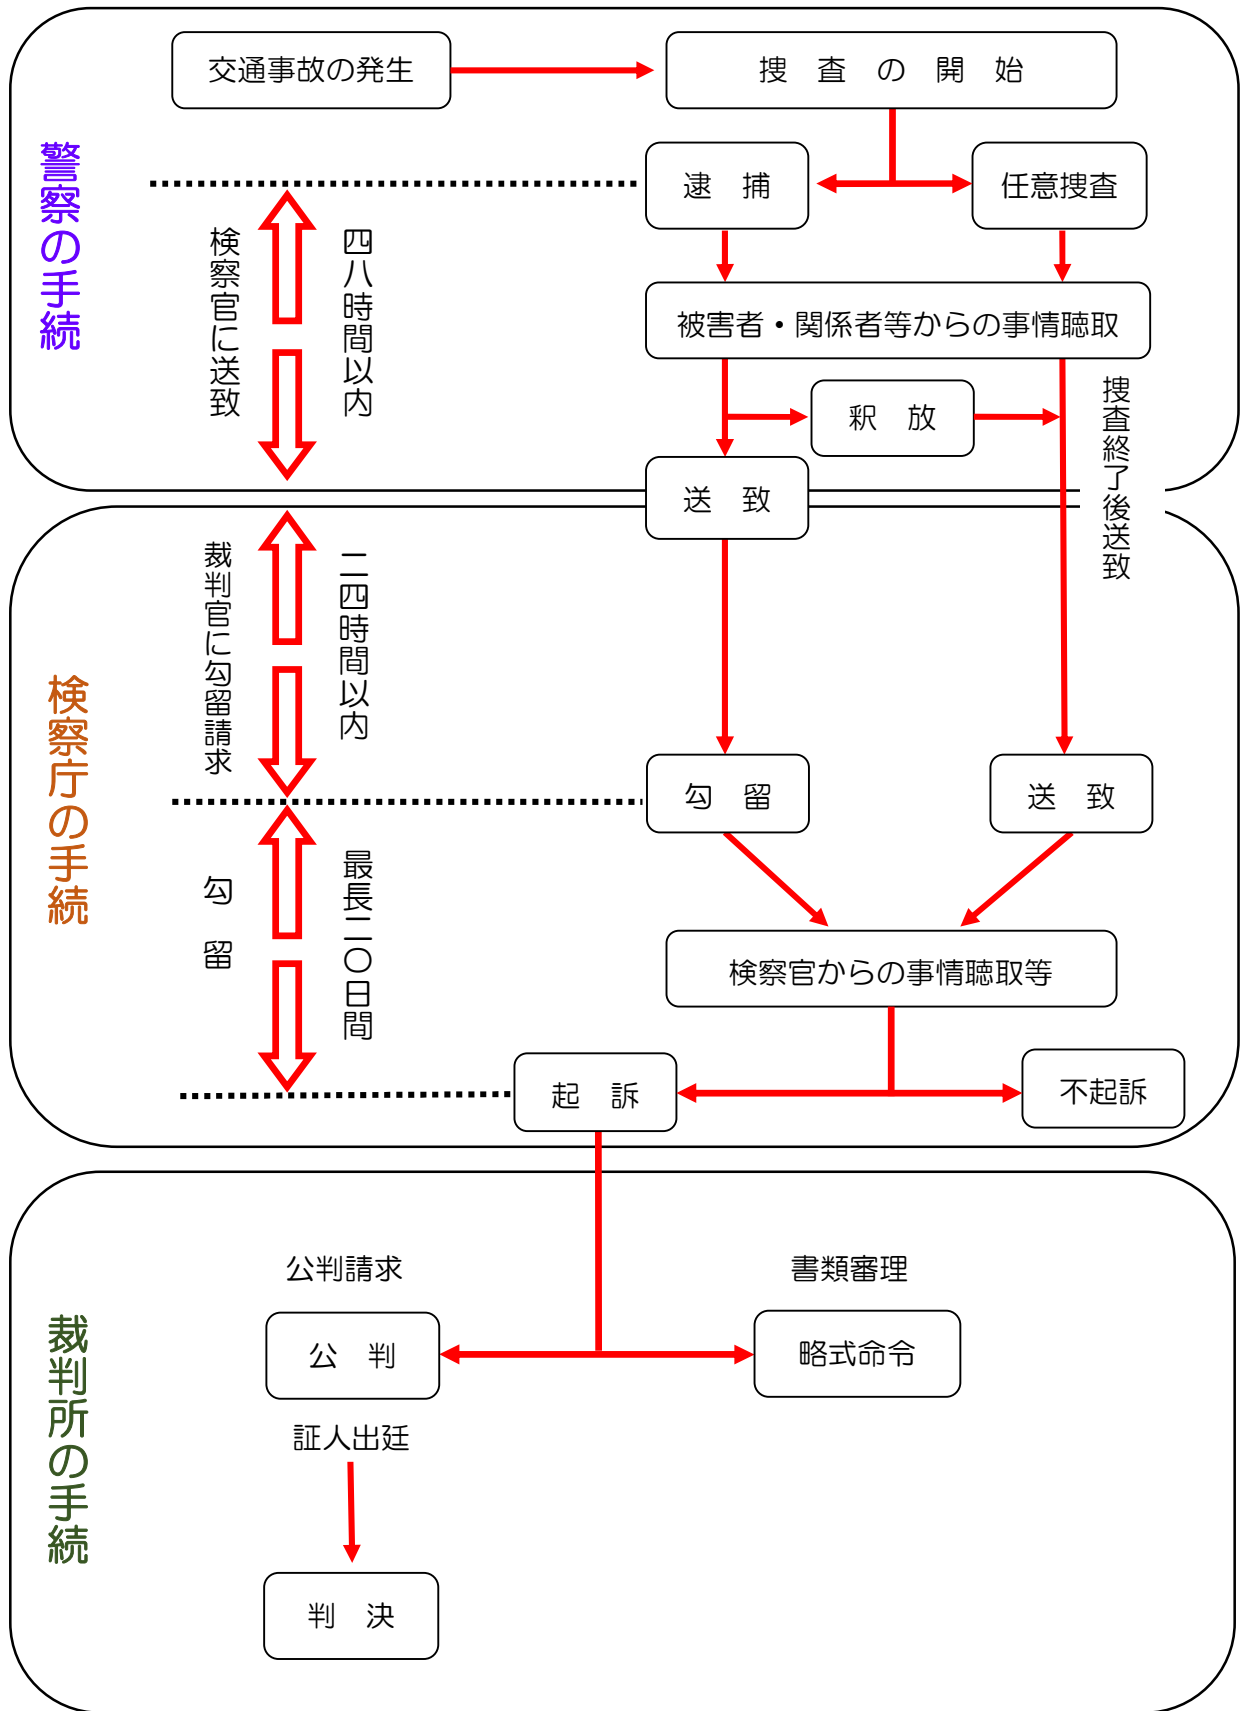 警察の手続
交通事故の発生
捜　査　の　開　始
逮　捕
任意捜査
検察官に送致
四八時間以内
被害者・関係者等からの事情聴取
釈　放
捜査終了後送致
送　致
検察庁の手続
裁判官に勾留請求
二四時間以内
勾　留
送　致
勾　留
最長二〇日間
検察官からの事情聴取等
起　訴
不起訴
裁判所の手続
公判請求
書類審理
公　判
略式命令
証人出廷
判　決